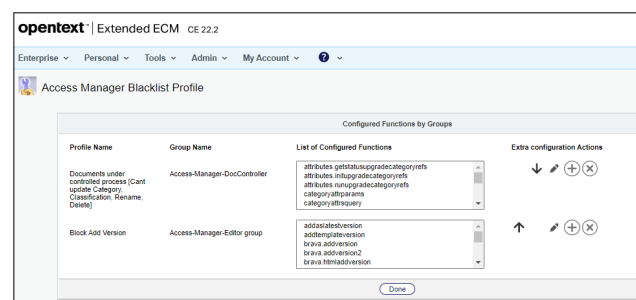 opentext™ | Extended ECM CE 22.2
Enterprise Personal Tools Admin My Account ?
Access Manager Blacklist Profile
Configured Functions by Groups
Profile Name Group Name List of Configured Functions Extra configuration Actions
Documents under
controlled process [Cant
update Category,
Classification, Rename,
Delete]
Access-Manager-DocController
attributes.getstatusupgradecategoryrefs
attributes.initupgradecategoryrefs
attributes.runupgradecategoryrefs
categoryattrparams
categoryattrsquery
Block Add Version
Access-Manager-Editor group
addaslatestversion
addtemplateversion
brava.addversion
brava.addversion2
brava.htmladdversion
Done